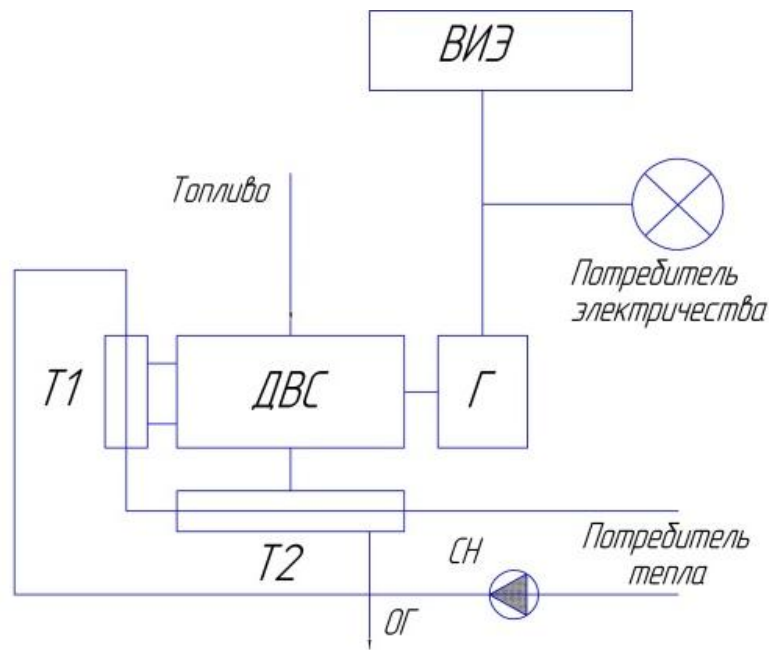 ВИЭ
Топливо
Потребитель
электричества
Т1
ДВС
Г
Т2
СН
Потребитель
тепла
ОГ